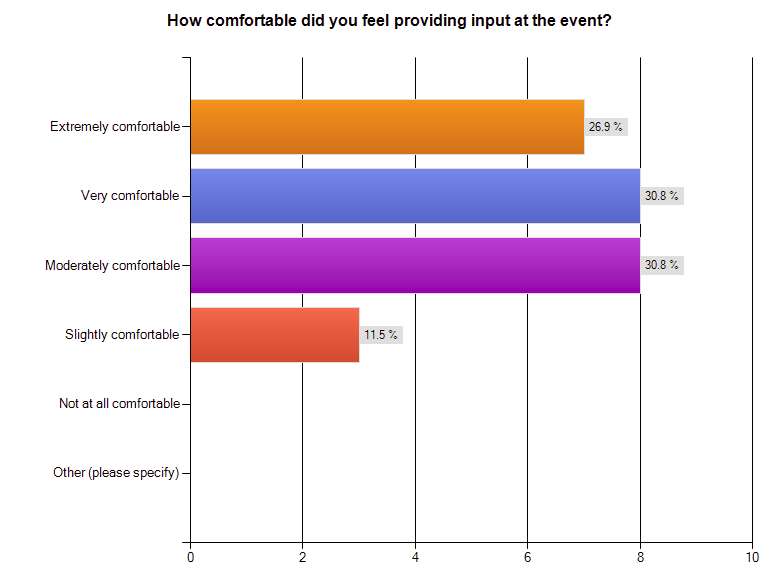 How comfortable did you feel providing input at the event?
Extremely comfortable
26.9 %
Very comfortable
30.8 %
Moderately comfortable
30.8 %
Slightly comfortable
11.5 %
Not at all comfortable
Other (please specify)
0 2 4 6 8 10